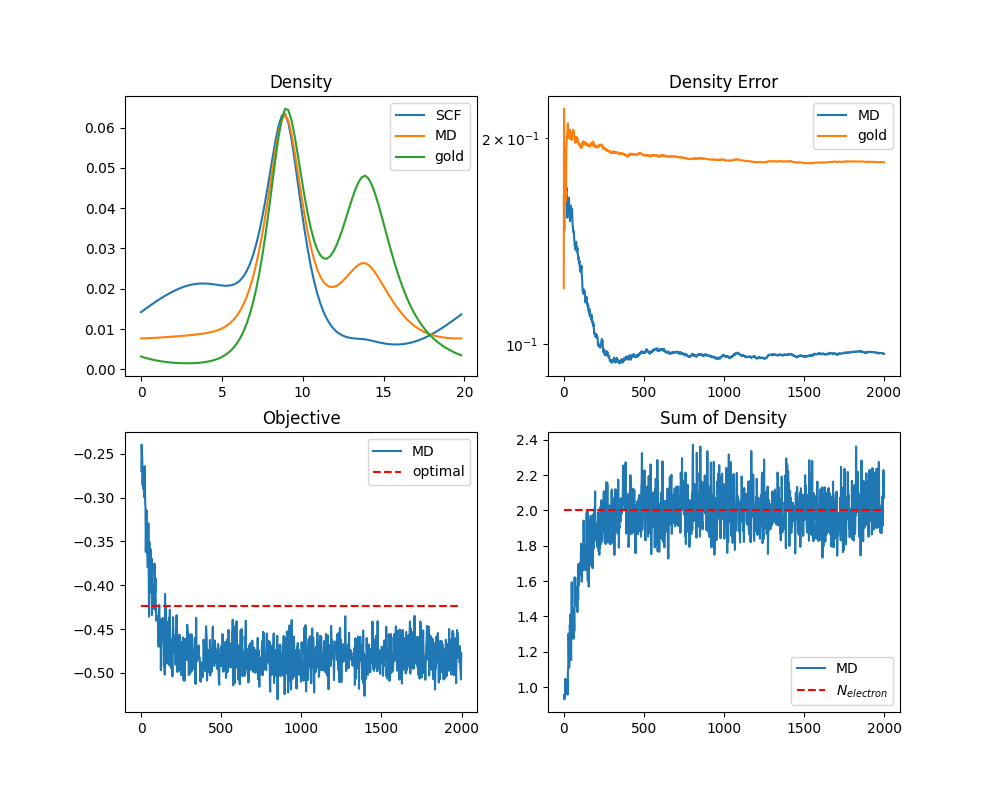 Density
SCF
MD
gold
0.06
0.05
0.04
0.03
0.02
0.01
0.00
0 5 10 15 20
Density Error
MD
gold
2 × 10⁻¹
10⁻¹
0 500 1000 1500 2000
Objective
MD
optimal
−0.25
−0.30
−0.35
−0.40
−0.45
−0.50
0 500 1000 1500 2000
Sum of Density
2.4
2.2
2.0
1.8
1.6
1.4
1.2
1.0
MD
N_electron
0 500 1000 1500 2000